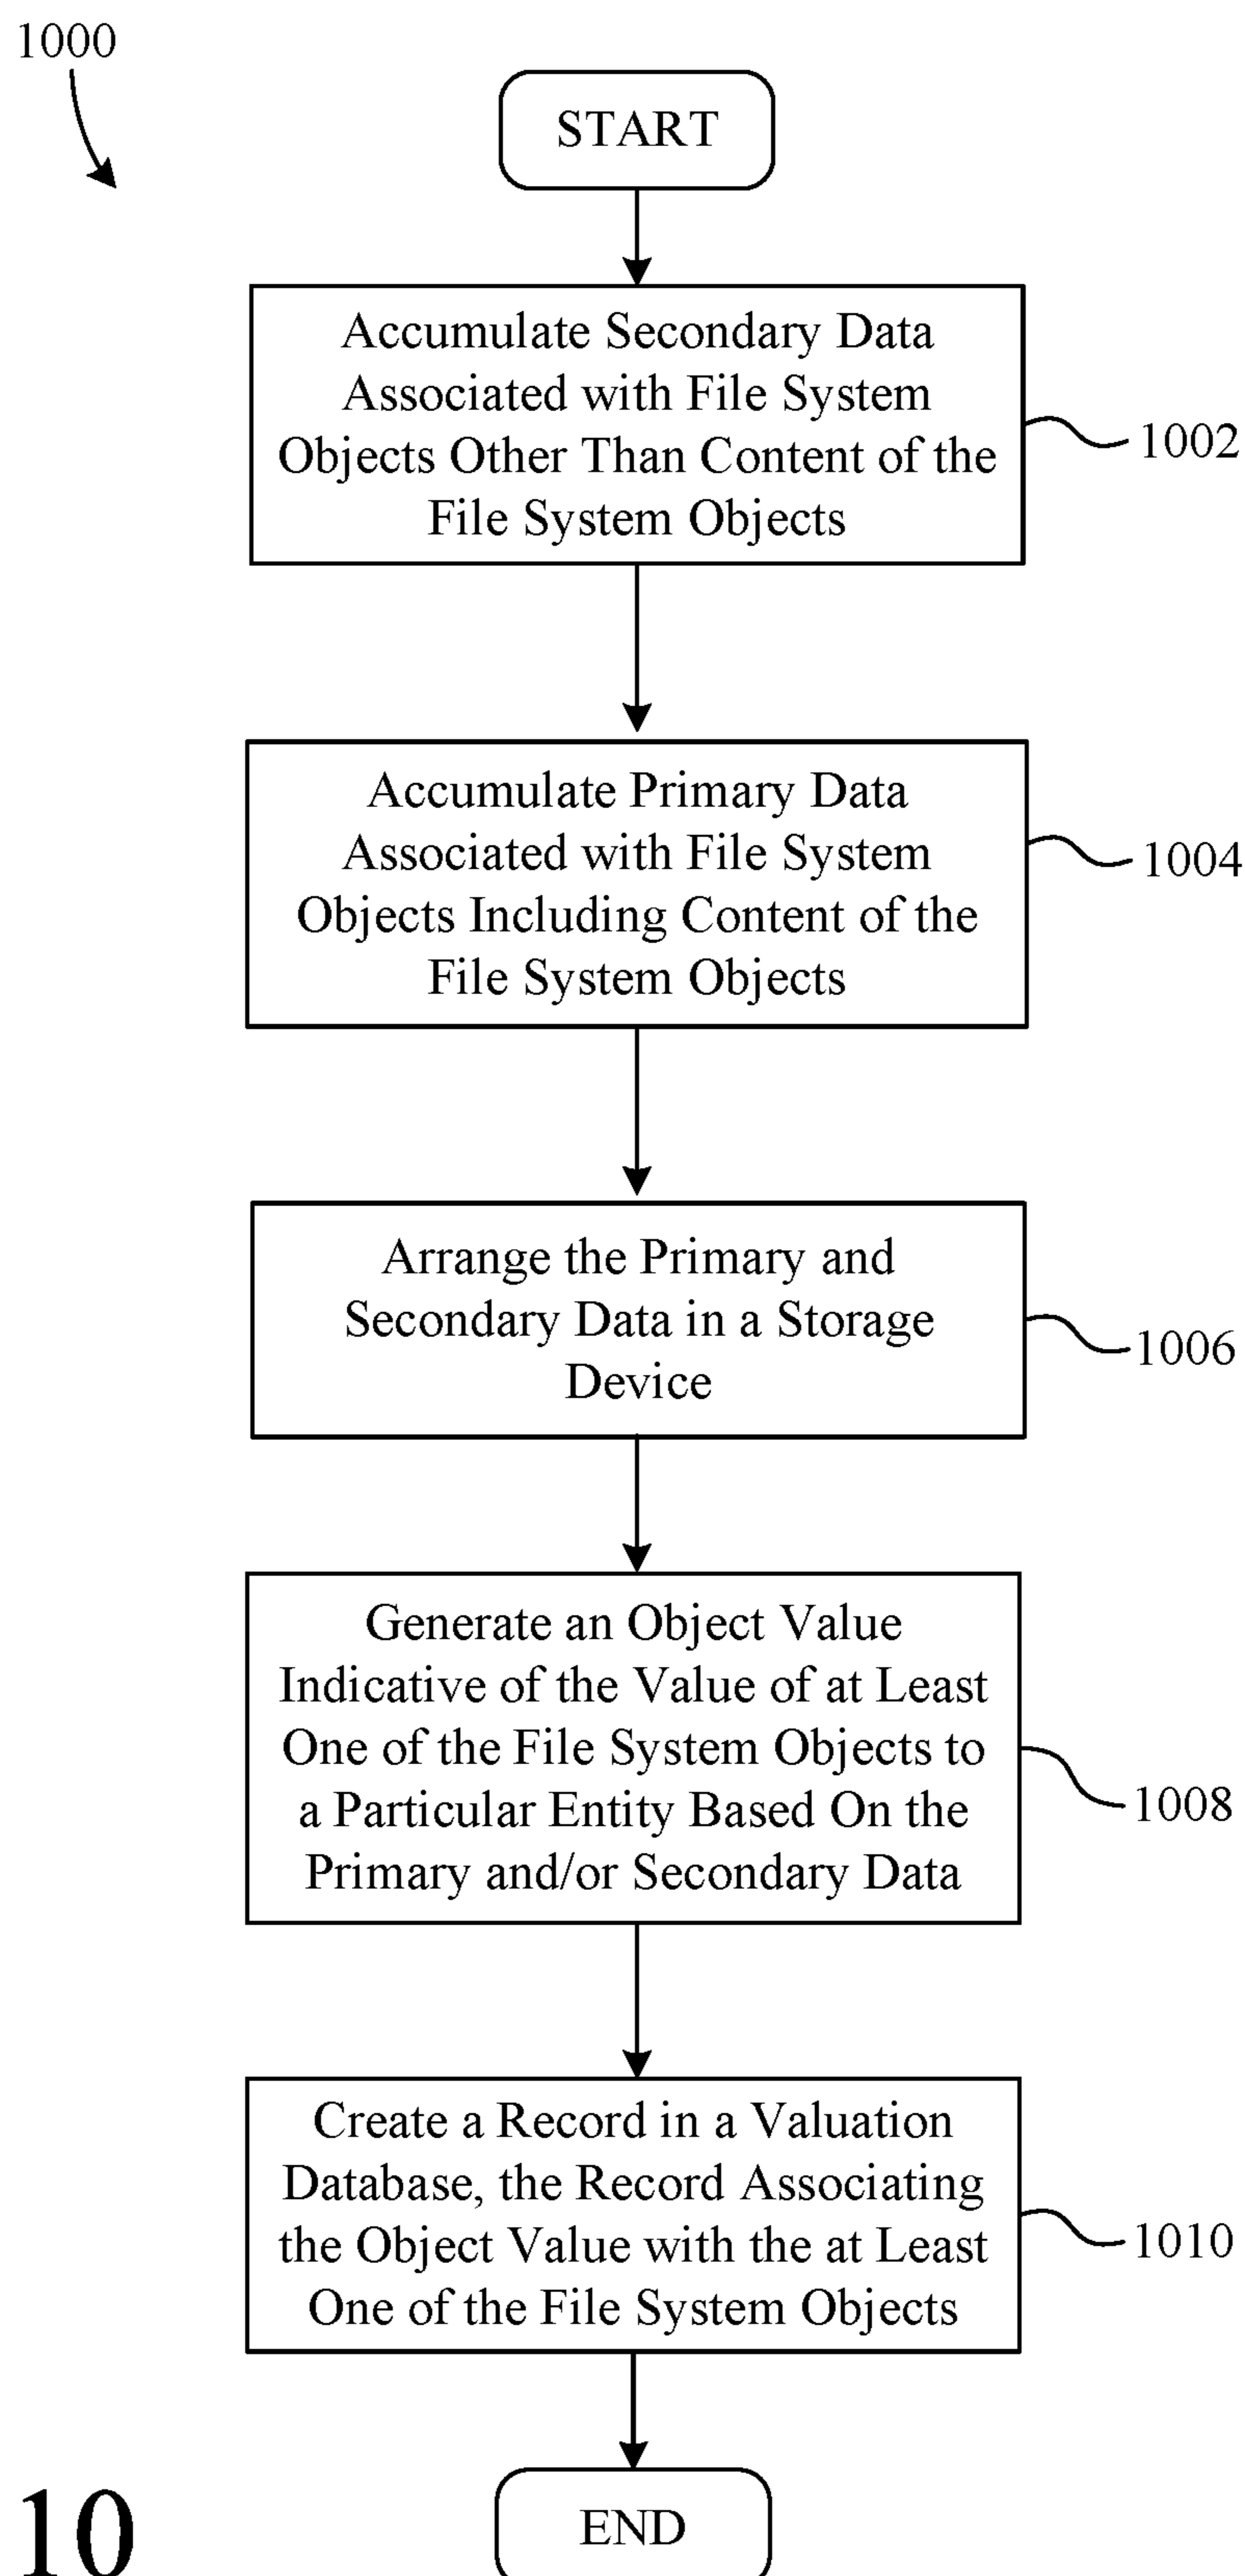 1000
START
Accumulate Secondary Data
Associated with File System
Objects Other Than Content of the
File System Objects
1002
Accumulate Primary Data
Associated with File System
Objects Including Content of the
File System Objects
1004
Arrange the Primary and
Secondary Data in a Storage
Device
1006
Generate an Object Value
Indicative of the Value of at Least
One of the File System Objects to
a Particular Entity Based On the
Primary and/or Secondary Data
1008
Create a Record in a Valuation
Database, the Record Associating
the Object Value with the at Least
One of the File System Objects
1010
END
10